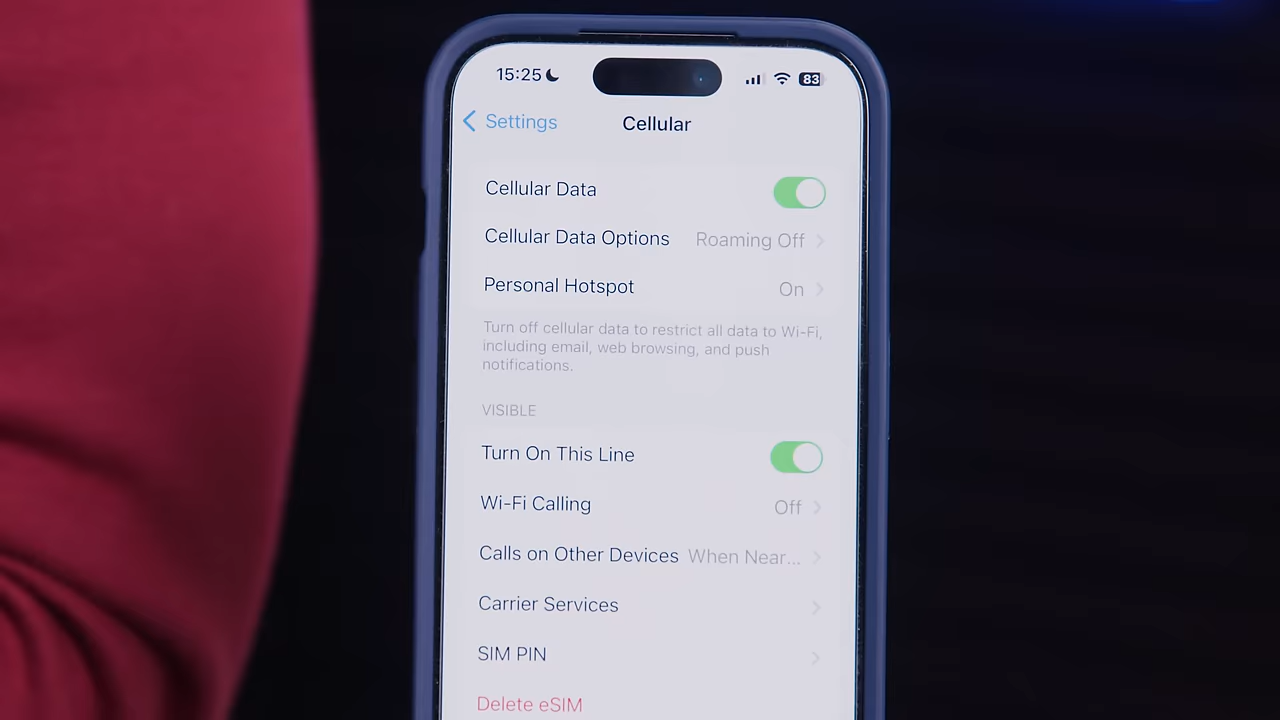 15:25
83
Settings
Cellular
Cellular Data
Cellular Data Options Roaming Off
Personal Hotspot On
Turn off cellular data to restrict all data to Wi-Fi,
including email, web browsing, and push
notifications.
VISIBLE
Turn On This Line
Wi-Fi Calling Off
Calls on Other Devices When Near...
Carrier Services
SIM PIN
Delete eSIM